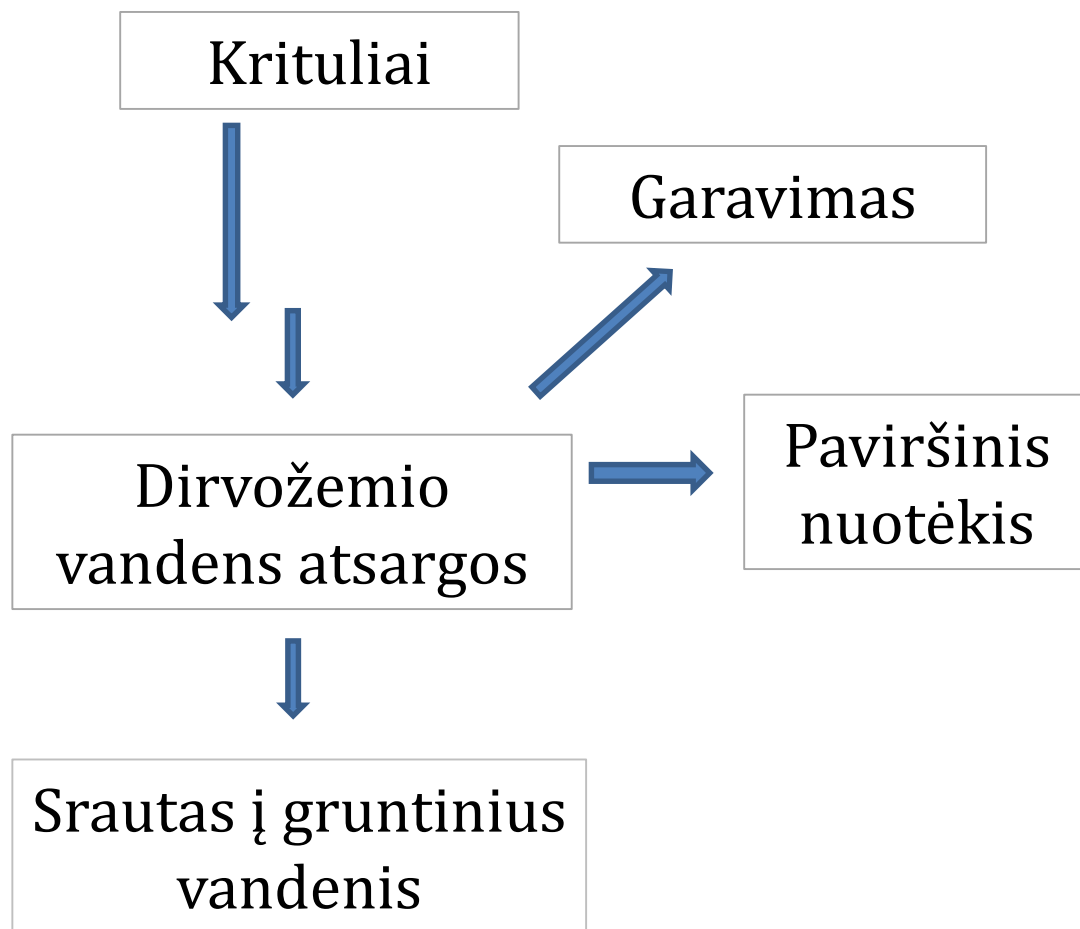 Krituliai
Garavimas
Dirvožemio
vandens atsargos
Paviršinis
nuotėkis
Srautas į gruntinius
vandenis